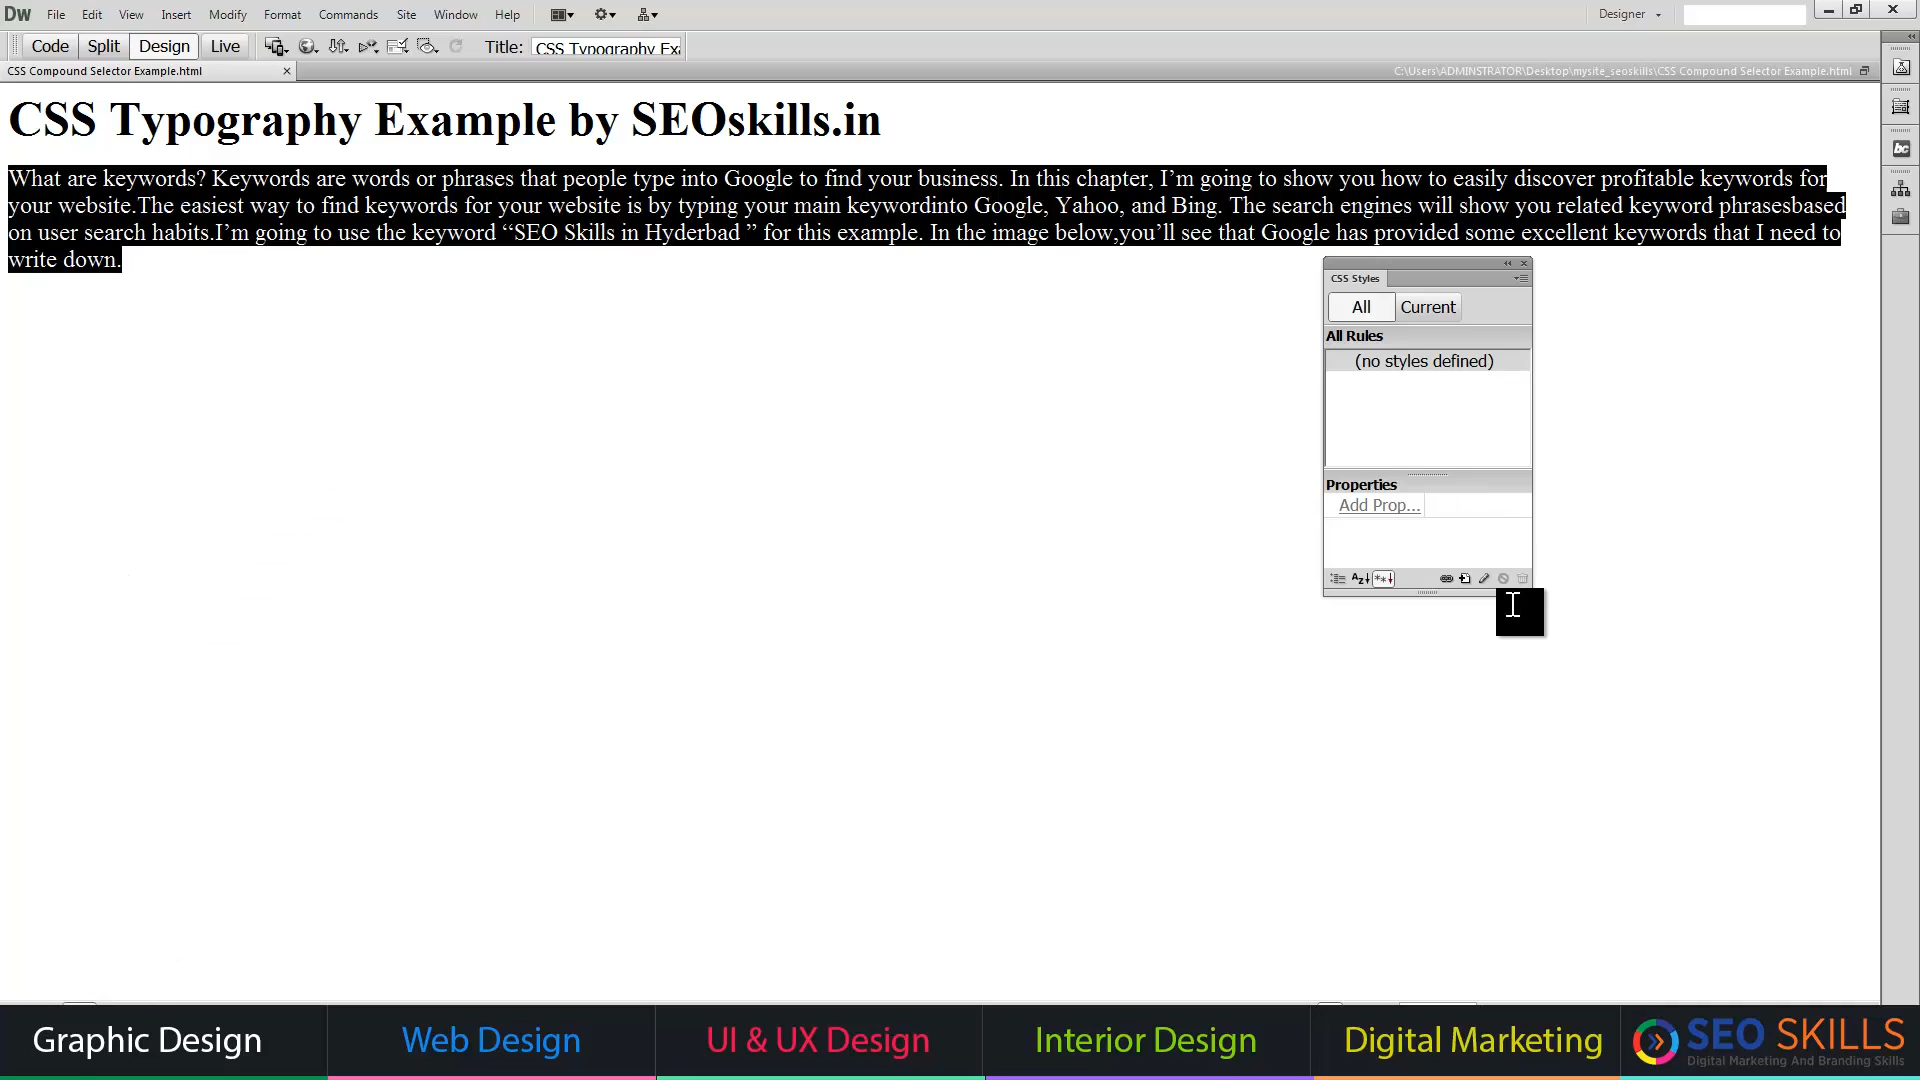 Dw File Edit View Insert Modify Format Commands Site Window Help Designer
Code Split Design Live Title: CSS Typography Exa
CSS Compound Selector Example.html C:\Users\ADMINSTRATOR\Desktop\mysite_seoskills\CSS Compound Selector Example.html
CSS Typography Example by SEOskills.in
What are keywords? Keywords are words or phrases that people type into Google to find your business. In this chapter, I’m going to show you how to easily discover profitable keywords for
your website.The easiest way to find keywords for your website is by typing your main keywordinto Google, Yahoo, and Bing. The search engines will show you related keyword phrasesbased
on user search habits.I’m going to use the keyword “SEO Skills in Hyderbad ” for this example. In the image below,you’ll see that Google has provided some excellent keywords that I need to
write down.
CSS Styles
All Current
All Rules
(no styles defined)
Properties
Add Prop...
Graphic Design Web Design UI & UX Design Interior Design Digital Marketing SEO SKILLS
Digital Marketing And Branding Skills